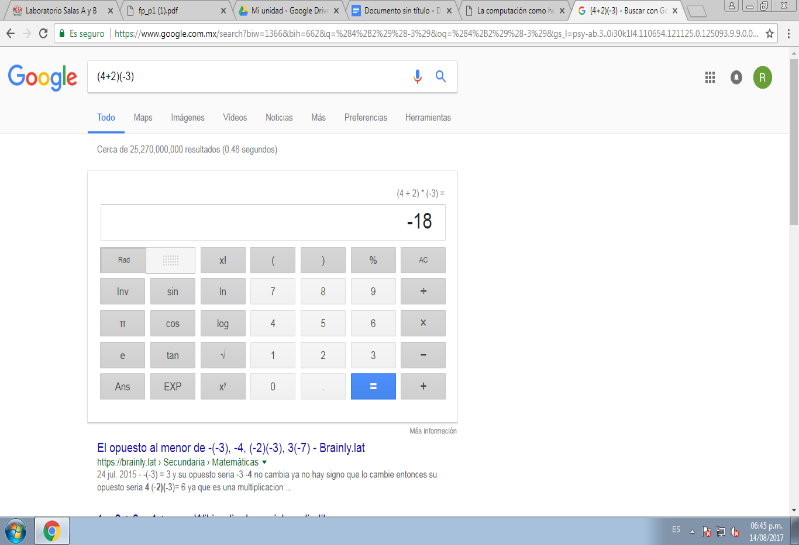 Laboratorio Salas A y B
fp_p1 (1).pdf
Mi unidad - Google Driv
Documento sin título - D
La computación como he
(4+2)(-3) - Buscar con Go
Es seguro
https://www.google.com.mx/search?biw=1366&bih=662&q=%284%2B2%29%28-3%29&oq=%284%2B2%29%28-3%29&gs_l=psy-ab.3..0i30k1l4.110654.121125.0.125093.9.9.0.0...
Google
(4+2)(-3)
R
Todo Maps Imágenes Vídeos Noticias Más Preferencias Herramientas
Cerca de 25,270,000,000 resultados (0.48 segundos)
(4 + 2) * (-3) =
-18
Rad x! ( ) % AC
Inv sin ln 7 8 9 ÷
π cos log 4 5 6 ×
e tan √ 1 2 3 −
Ans EXP xʸ 0 . = +
Más información
El opuesto al menor de -(-3), -4, (-2)(-3), 3(-7) - Brainly.lat
https://brainly.lat › Secundaria › Matemáticas
24 jul. 2015 - -(-3) = 3 y su opuesto seria -3 -4 no cambia ya no hay signo que lo cambie entonces su
opuesto seria 4 (-2)(-3)= 6 ya que es una multiplicacion ...
ES
06:45 p.m.
14/08/2017